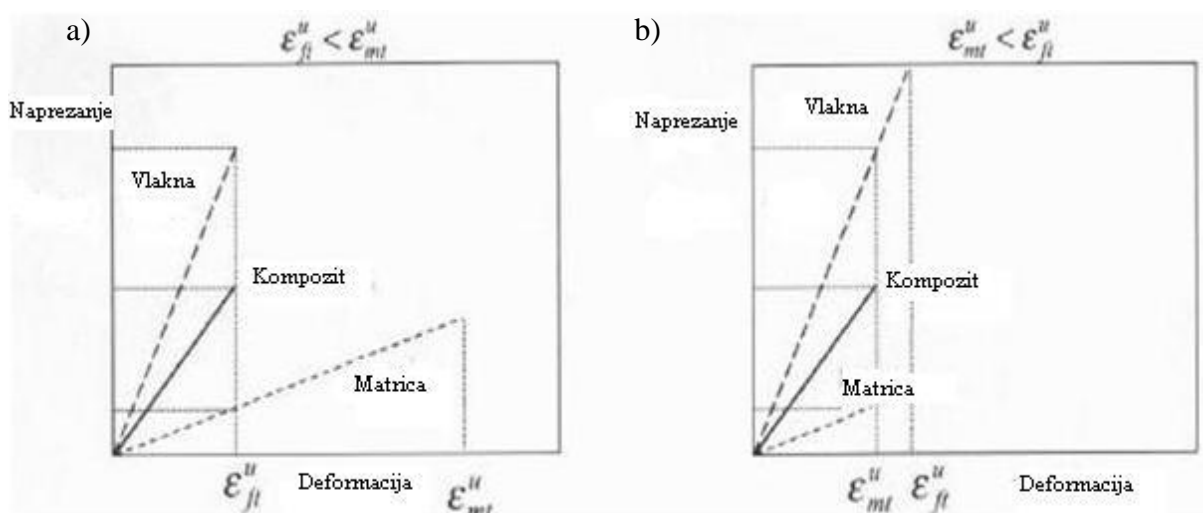 a)
ε^u_ft < ε^u_mt
Naprezanje
Vlakna
Kompozit
Matrica
ε^u_ft
Deformacija
ε^u_mt
b)
ε^u_mt < ε^u_ft
Naprezanje
Vlakna
Kompozit
Matrica
ε^u_mt
ε^u_ft
Deformacija